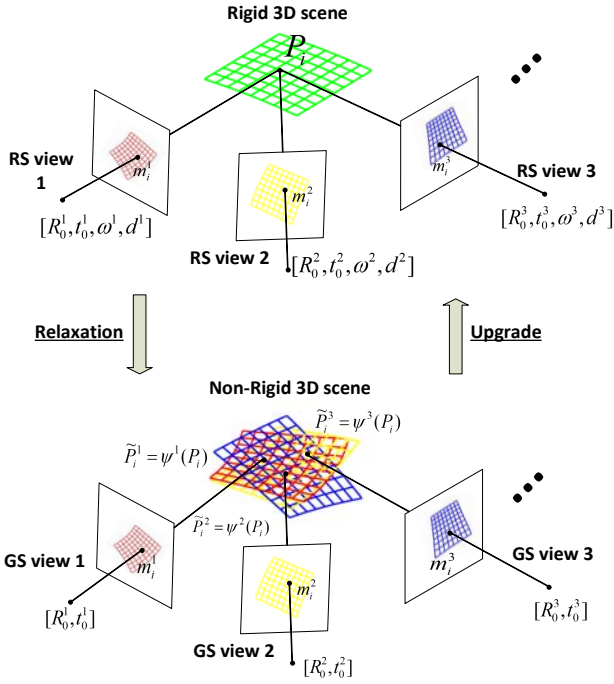 Rigid 3D scene
P_i
RS view 1
m_i^1
[R_0^1, t_0^1, ω^1, d^1]
m_i^2
RS view 2
[R_0^2, t_0^2, ω^2, d^2]
m_i^3
RS view 3
[R_0^3, t_0^3, ω^3, d^3]
Relaxation
Upgrade
Non-Rigid 3D scene
P̃_i^1 = ψ^1(P_i)
P̃_i^3 = ψ^3(P_i)
P̃_i^2 = ψ^2(P_i)
GS view 1
m_i^1
[R_0^1, t_0^1]
m_i^2
GS view 2
[R_0^2, t_0^2]
m_i^3
GS view 3
[R_0^3, t_0^3]